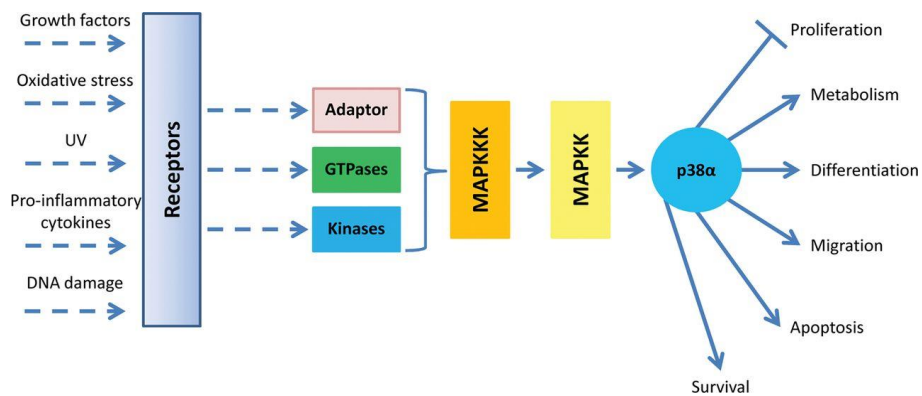 Growth factors
Oxidative stress
UV
Pro-inflammatory
cytokines
DNA damage
Receptors
Adaptor
GTPases
Kinases
MAPKKK
MAPKK
p38α
Proliferation
Metabolism
Differentiation
Migration
Apoptosis
Survival